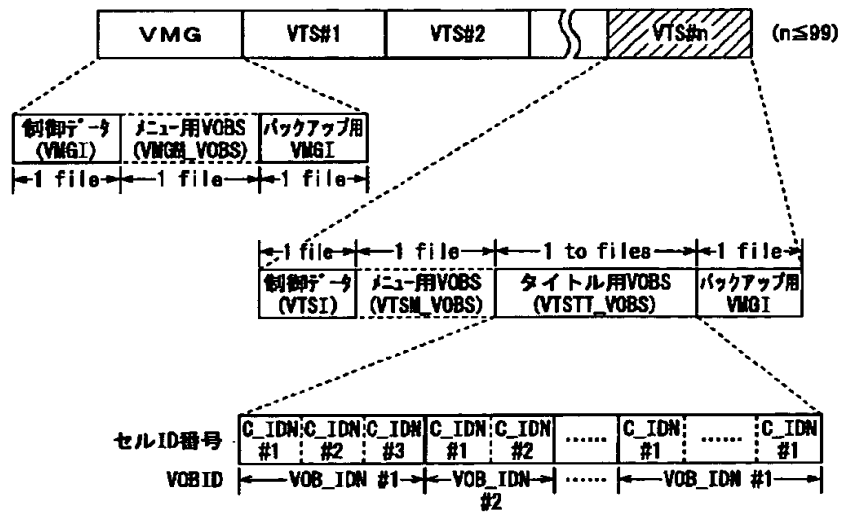 VMG VTS#1 VTS#2 VTS#n (n≦99)
制御データ メニュー用VOBS バックアップ用
(VMGI) (VMGM_VOBS) VMGI
1 file 1 file 1 file
1 file 1 file 1 to files 1 file
制御データ メニュー用VOBS タイトル用VOBS バックアップ用
(VTSI) (VTSM_VOBS) (VTSTT_VOBS) VMGI
セルID番号 C_IDN C_IDN C_IDN C_IDN C_IDN ...... C_IDN ...... C_IDN
#1 #2 #3 #1 #2 #1 #1
VOBID VOB_IDN #1 VOB_IDN ...... VOB_IDN #1
#2